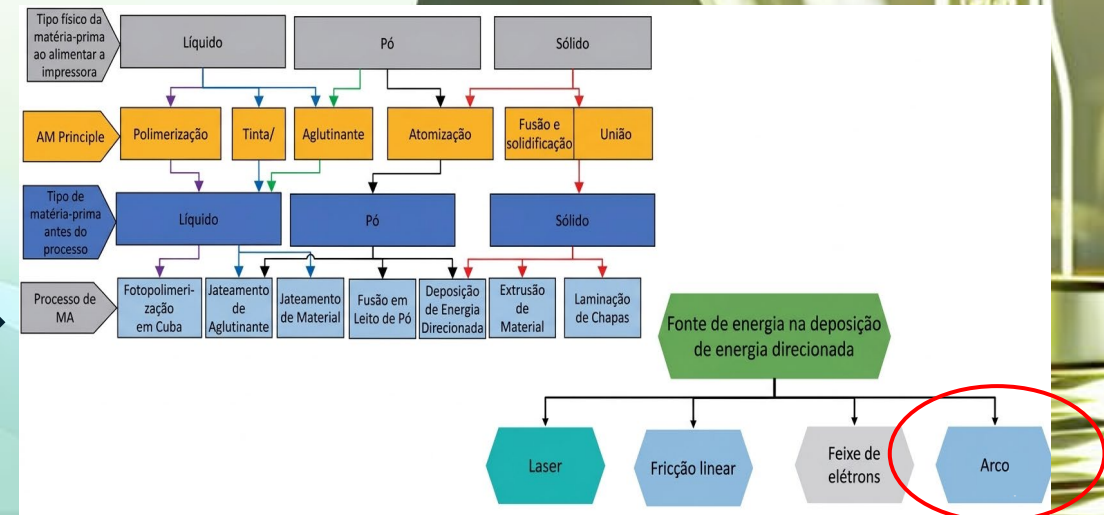 Tipo físico da
matéria-prima
ao alimentar a
impressora
Líquido
Pó
Sólido
AM Principle
Polimerização
Tinta/
Aglutinante
Atomização
Fusão e
solidificação
União
Tipo de
matéria-prima
antes do
processo
Líquido
Pó
Sólido
Processo de
MA
Fotopolimeri-
zação
em Cuba
Jateamento
de
Aglutinante
Jateamento
de Material
Fusão em
Leito de Pó
Deposição
de Energia
Direcionada
Extrusão
de
Material
Laminação
de Chapas
Fonte de energia na deposição
de energia direcionada
Laser
Fricção linear
Feixe de
elétrons
Arco